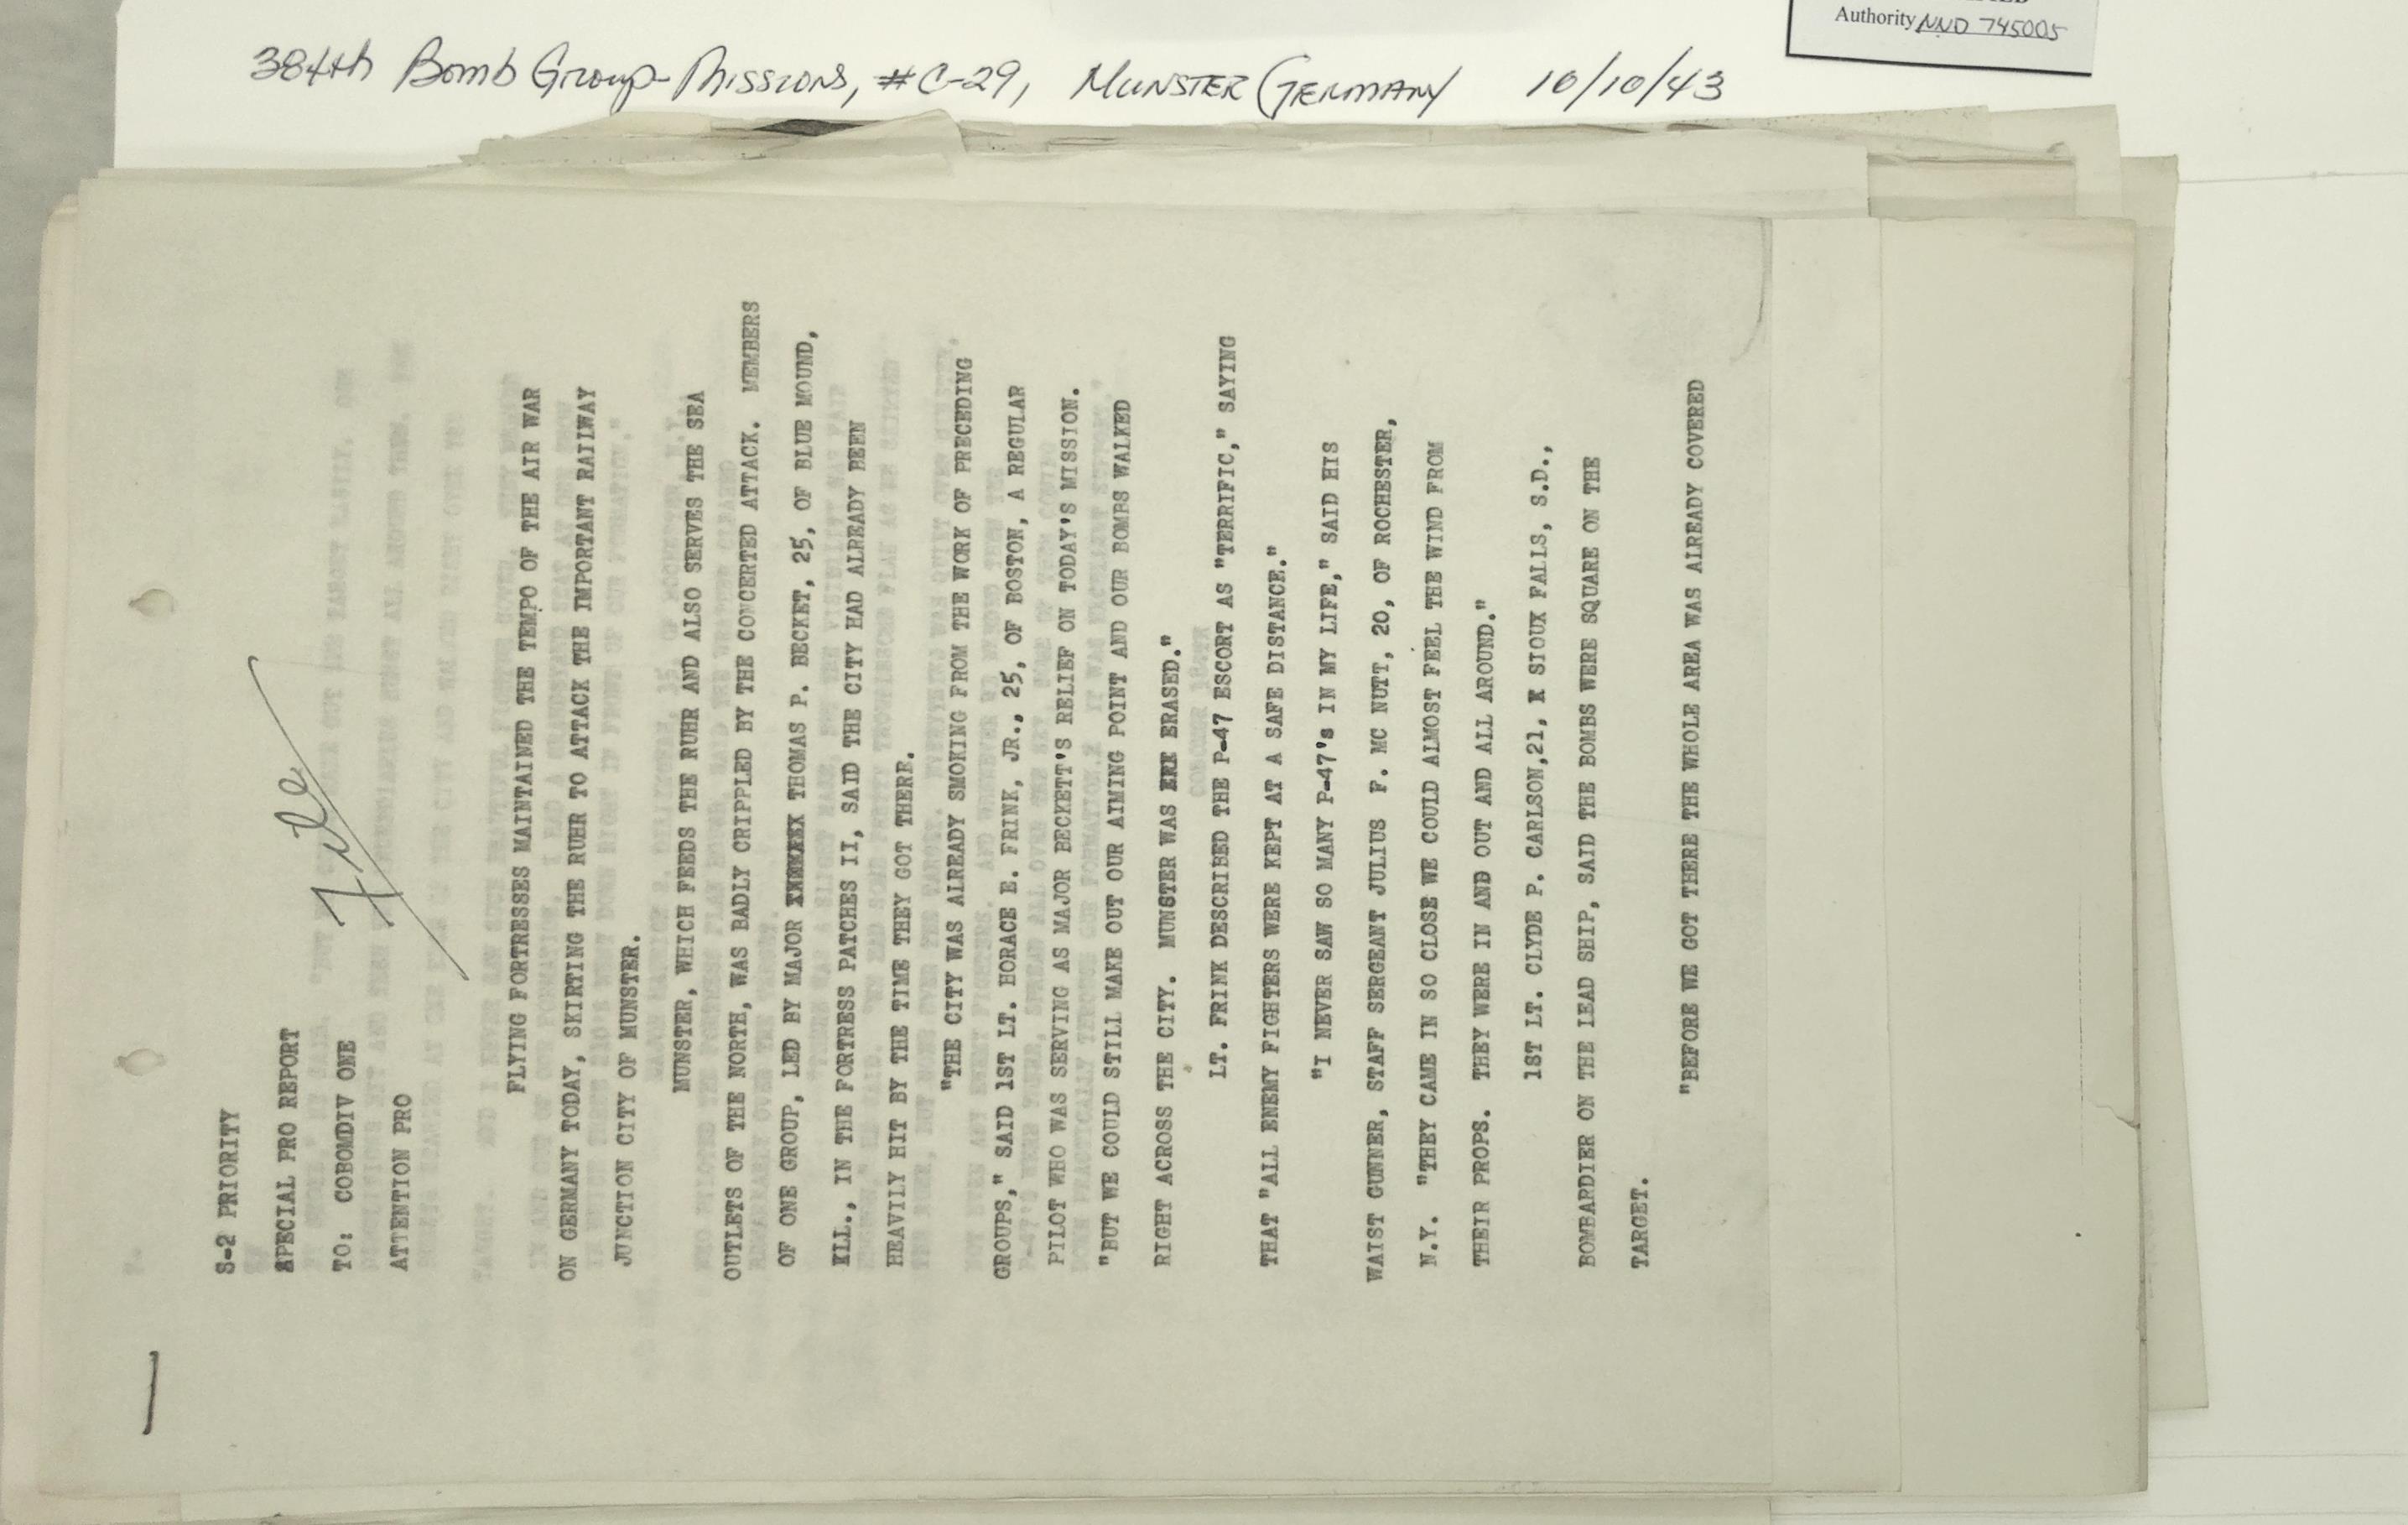 Authority NND 745005
384th Bomb Group-Missions, #C-29, MUNSTER (GERMANY 10/10/43
File
S-2 PRIORITY
SPECIAL PRO REPORT
TO: COBOMDIV ONE
ATTENTION PRO
FLYING FORTRESSES MAINTAINED THE TEMPO OF THE AIR WAR
ON GERMANY TODAY, SKIRTING THE RUHR TO ATTACK THE IMPORTANT RAILWAY
JUNCTION CITY OF MUNSTER.
MUNSTER, WHICH FEEDS THE RUHR AND ALSO SERVES THE SEA
OUTLETS OF THE NORTH, WAS BADLY CRIPPLED BY THE CONCERTED ATTACK. MEMBERS
OF ONE GROUP, LED BY MAJOR THOMAS P. BECKET, 25, OF BLUE MOUND,
ILL., IN THE FORTRESS PATCHES II, SAID THE CITY HAD ALREADY BEEN
HEAVILY HIT BY THE TIME THEY GOT THERE.
"THE CITY WAS ALREADY SMOKING FROM THE WORK OF PRECEDING
GROUPS," SAID 1ST LT. HORACE E. FRINK, JR., 25, OF BOSTON, A REGULAR
PILOT WHO WAS SERVING AS MAJOR BECKETT'S RELIEF ON TODAY'S MISSION.
"BUT WE COULD STILL MAKE OUT OUR AIMING POINT AND OUR BOMBS WALKED
RIGHT ACROSS THE CITY. MUNSTER WAS ERASED."
LT. FRINK DESCRIBED THE P-47 ESCORT AS "TERRIFIC," SAYING
THAT "ALL ENEMY FIGHTERS WERE KEPT AT A SAFE DISTANCE."
"I NEVER SAW SO MANY P-47's IN MY LIFE," SAID HIS
WAIST GUNNER, STAFF SERGEANT JULIUS F. MC NUTT, 20, OF ROCHESTER,
N.Y. "THEY CAME IN SO CLOSE WE COULD ALMOST FEEL THE WIND FROM
THEIR PROPS. THEY WERE IN AND OUT AND ALL AROUND."
1ST LT. CLYDE P. CARLSON,21, X SIOUX FALLS, S.D.,
BOMBARDIER ON THE LEAD SHIP, SAID THE BOMBS WERE SQUARE ON THE
TARGET.
"BEFORE WE GOT THERE THE WHOLE AREA WAS ALREADY COVERED